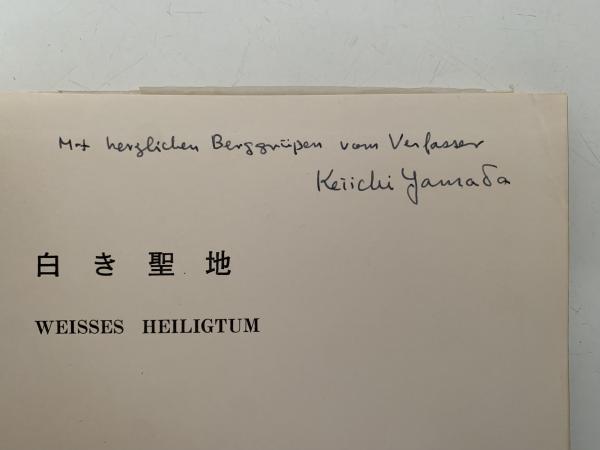 Mit herzlichen Berggrüßen vom Verfasser
Keiichi Yamada
白き聖地
WEISSES HEILIGTUM